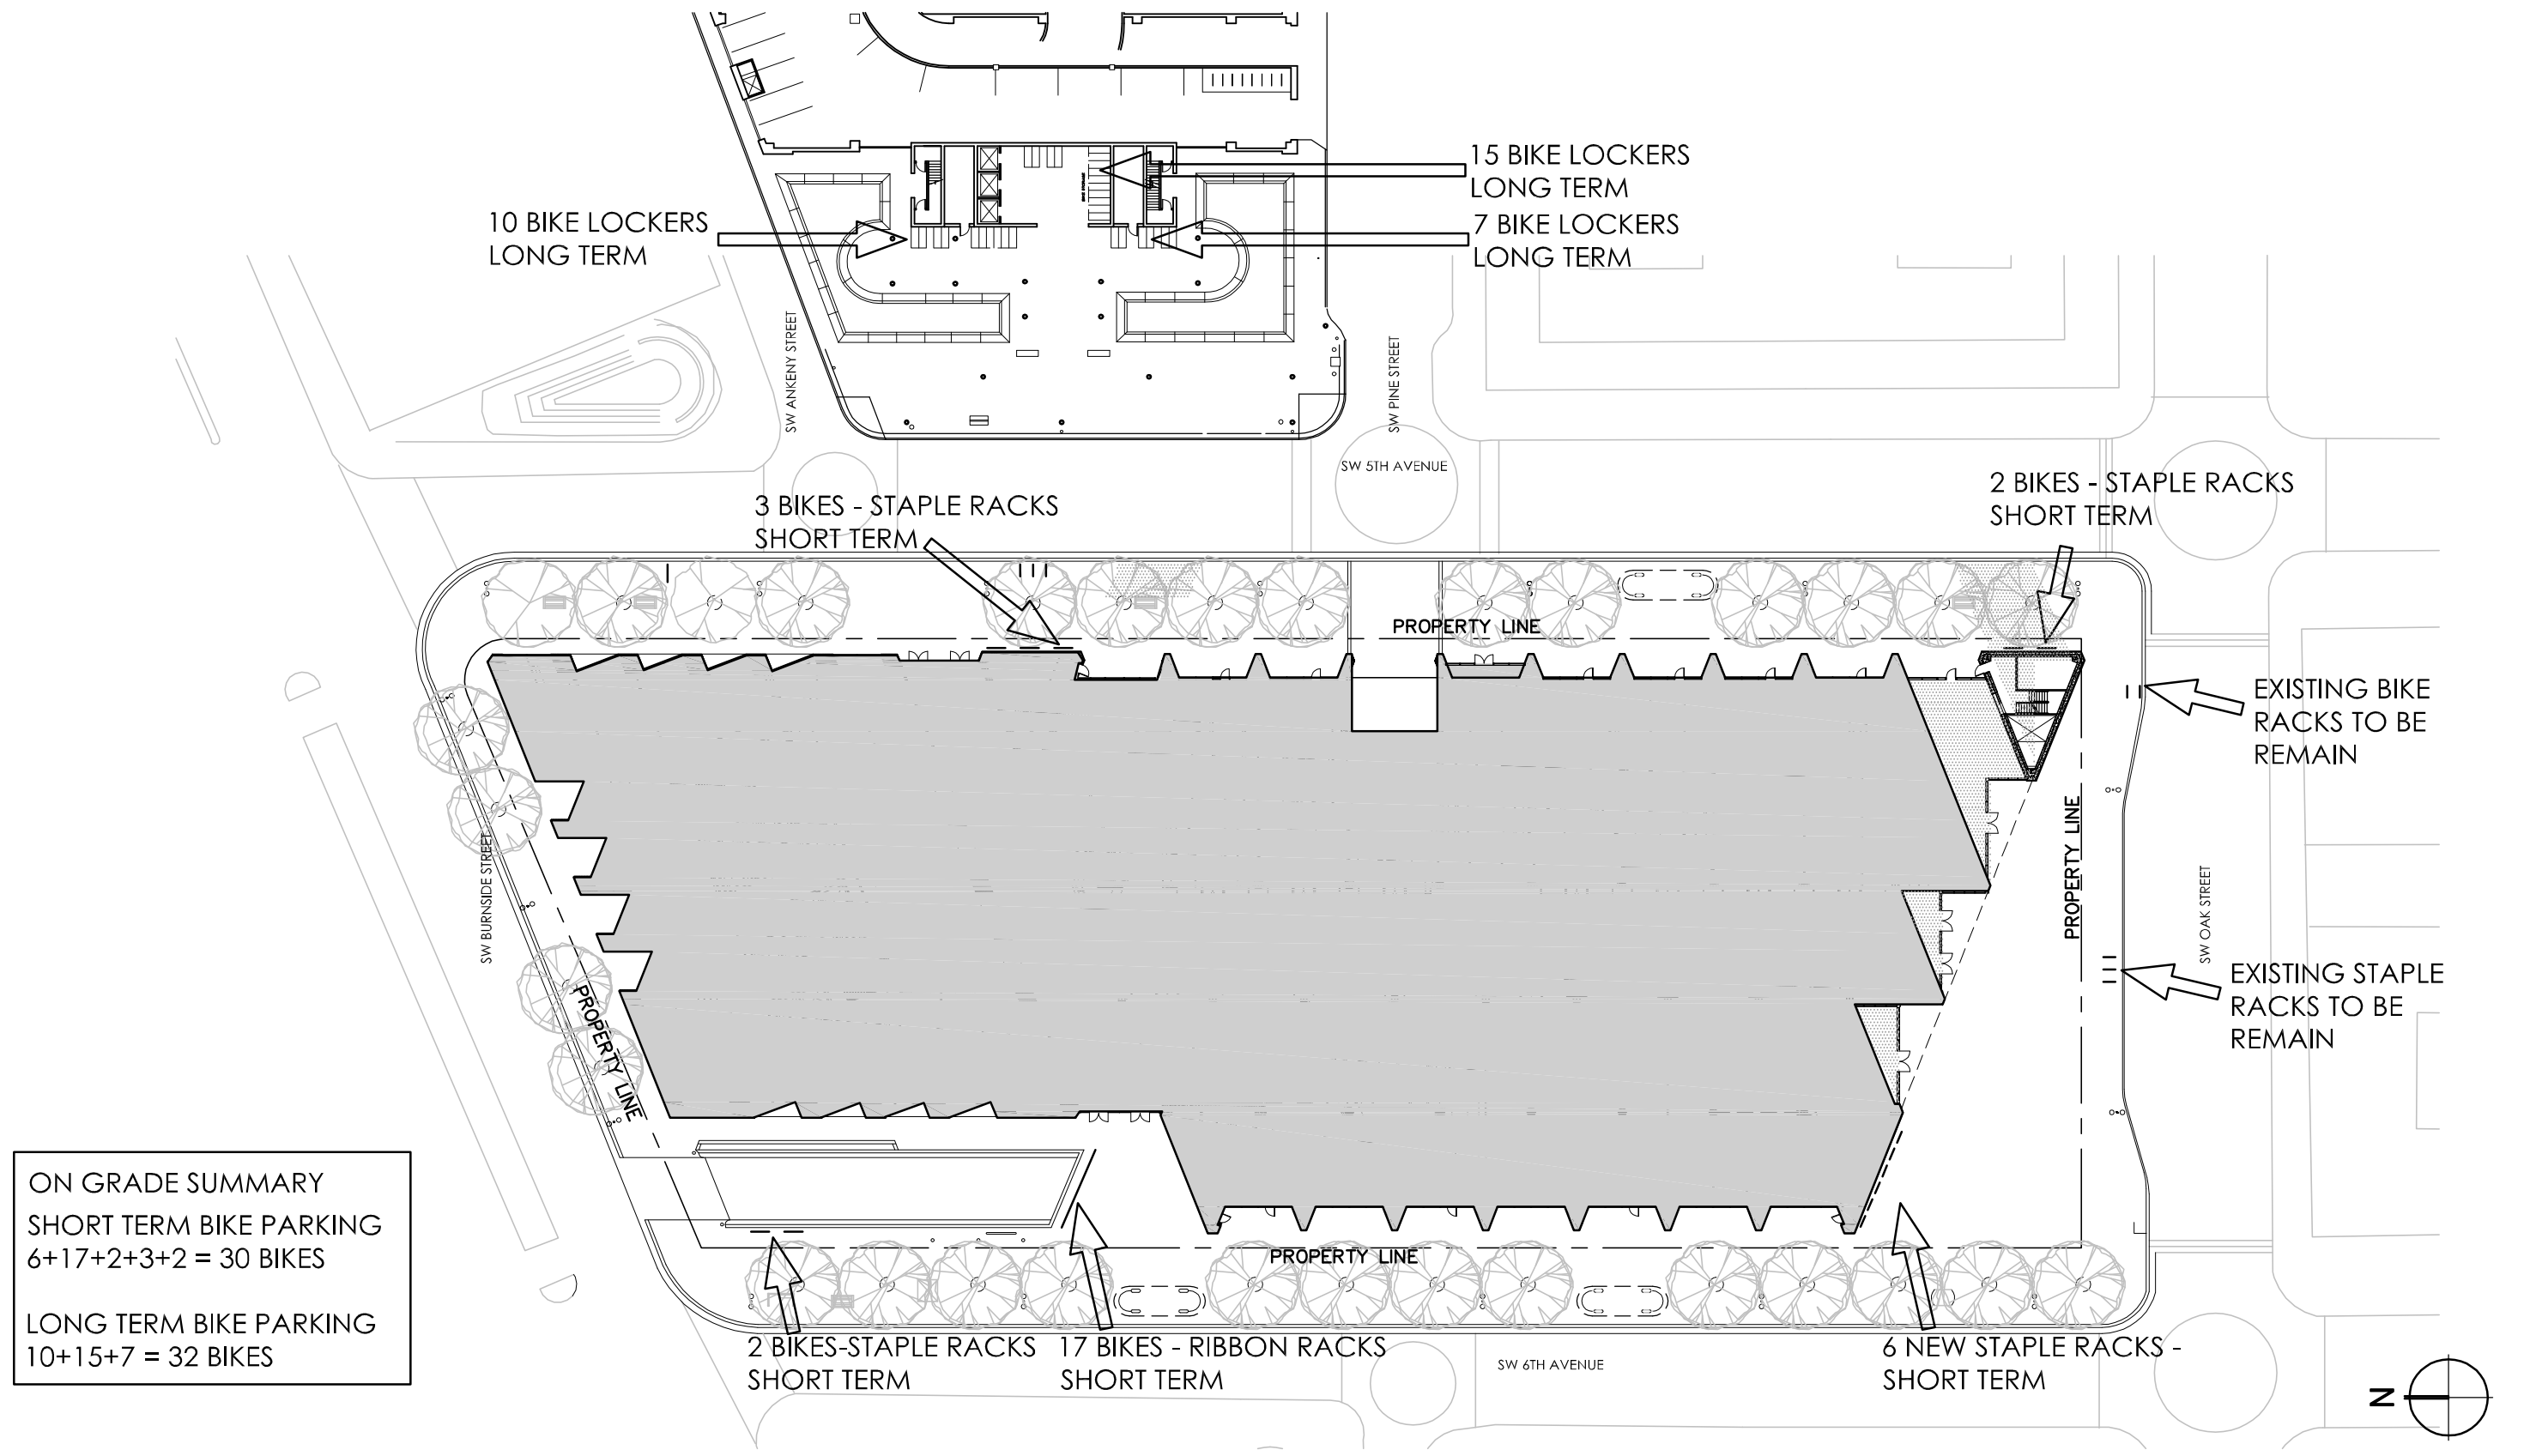 15 BIKE LOCKERS
LONG TERM
10 BIKE LOCKERS
LONG TERM
7 BIKE LOCKERS
LONG TERM
SW ANKENY STREET
SW PINE STREET
SW 5TH AVENUE
3 BIKES - STAPLE RACKS
SHORT TERM
2 BIKES - STAPLE RACKS
SHORT TERM
PROPERTY LINE
EXISTING BIKE
RACKS TO BE
REMAIN
PROPERTY LINE
SW BURNSIDE STREET
SW OAK STREET
EXISTING STAPLE
RACKS TO BE
REMAIN
PROPERTY LINE
ON GRADE SUMMARY
SHORT TERM BIKE PARKING
6+17+2+3+2 = 30 BIKES
LONG TERM BIKE PARKING
10+15+7 = 32 BIKES
PROPERTY LINE
2 BIKES-STAPLE RACKS
SHORT TERM
17 BIKES - RIBBON RACKS
SHORT TERM
SW 6TH AVENUE
6 NEW STAPLE RACKS -
SHORT TERM
N